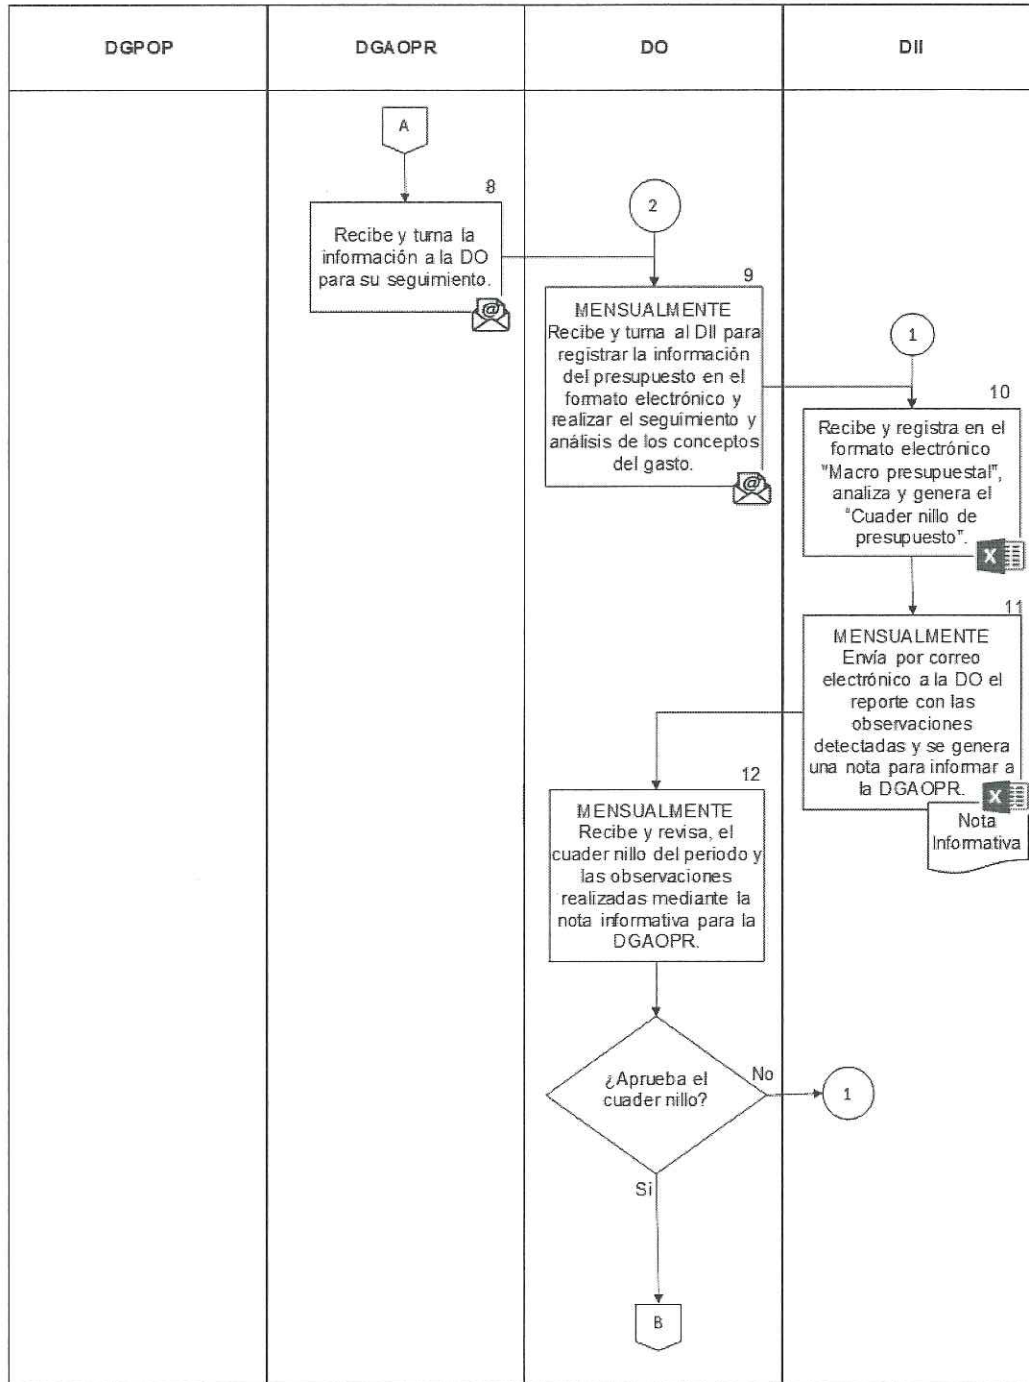 DGPOP
DGAOPR
DO
DII
A
8
Recibe y turna la
información a la DO
para su seguimiento.
@
2
9
MENSUALMENTE
Recibe y turna al DII para
registrar la información
del presupuesto en el
formato electrónico y
realizar el seguimiento y
análisis de los conceptos
del gasto.
@
1
10
Recibe y registra en el
formato electrónico
"Macro presupuestal",
analiza y genera el
"Cuader nillo de
presupuesto".
X
11
MENSUALMENTE
Envía por correo
electrónico a la DO el
reporte con las
observaciones
detectadas y se genera
una nota para informar a
la DGAOPR.
X
Nota
Informativa
12
MENSUALMENTE
Recibe y revisa, el
cuader nillo del periodo y
las observaciones
realizadas mediante la
nota informativa para la
DGAOPR.
¿Aprueba el
cuader nillo?
No
1
Si
B